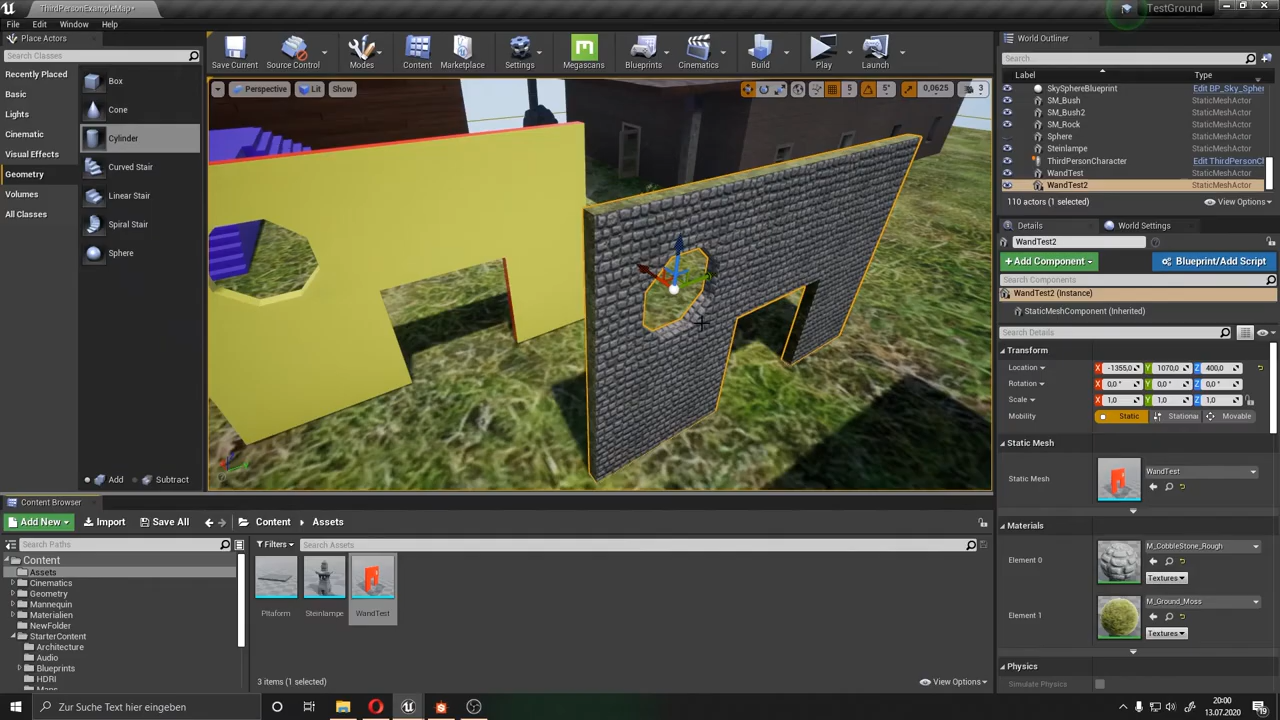 ThirdPersonExampleMap*
TestGround
File Edit Window Help
Place Actors
Search Classes
Recently Placed
Basic
Lights
Cinematic
Visual Effects
Geometry
Volumes
All Classes
Box
Cone
Cylinder
Curved Stair
Linear Stair
Spiral Stair
Sphere
Add Subtract
Save Current Source Control Modes Content Marketplace Settings Megascans Blueprints Cinematics Build Play Launch
Perspective Lit Show 5 5° 0,0625 3
World Outliner
Search
Label Type
SkySphereBlueprint Edit BP_Sky_Spher
SM_Bush StaticMeshActor
SM_Bush2 StaticMeshActor
SM_Rock StaticMeshActor
Sphere StaticMeshActor
Steinlampe StaticMeshActor
ThirdPersonCharacter Edit ThirdPersonCl
WandTest StaticMeshActor
WandTest2 StaticMeshActor
110 actors (1 selected) View Options
Details World Settings
WandTest2
+Add Component Blueprint/Add Script
Search Components
WandTest2 (Instance)
StaticMeshComponent (Inherited)
Search Details
Transform
Location X -1355,0 Y 1070,0 Z 400,0
Rotation X 0,0 ° Y 0,0 ° Z 0,0 °
Scale X 1,0 Y 1,0 Z 1,0
Mobility Static Stationa Movable
Static Mesh
Static Mesh WandTest
Materials
Element 0 M_CobbleStone_Rough
Textures
Element 1 M_Ground_Moss
Textures
Physics
Simulate Physics
Content Browser
Add New Import Save All Content Assets
Search Paths
Filters Search Assets
Content
Assets
Cinematics
Geometry
Mannequin
Materialien
NewFolder
StarterContent
Architecture
Audio
Blueprints
HDRI
Maps
Pltaform Steinlampe WandTest
3 items (1 selected) View Options
Zur Suche Text hier eingeben
20:00
13.07.2020
19